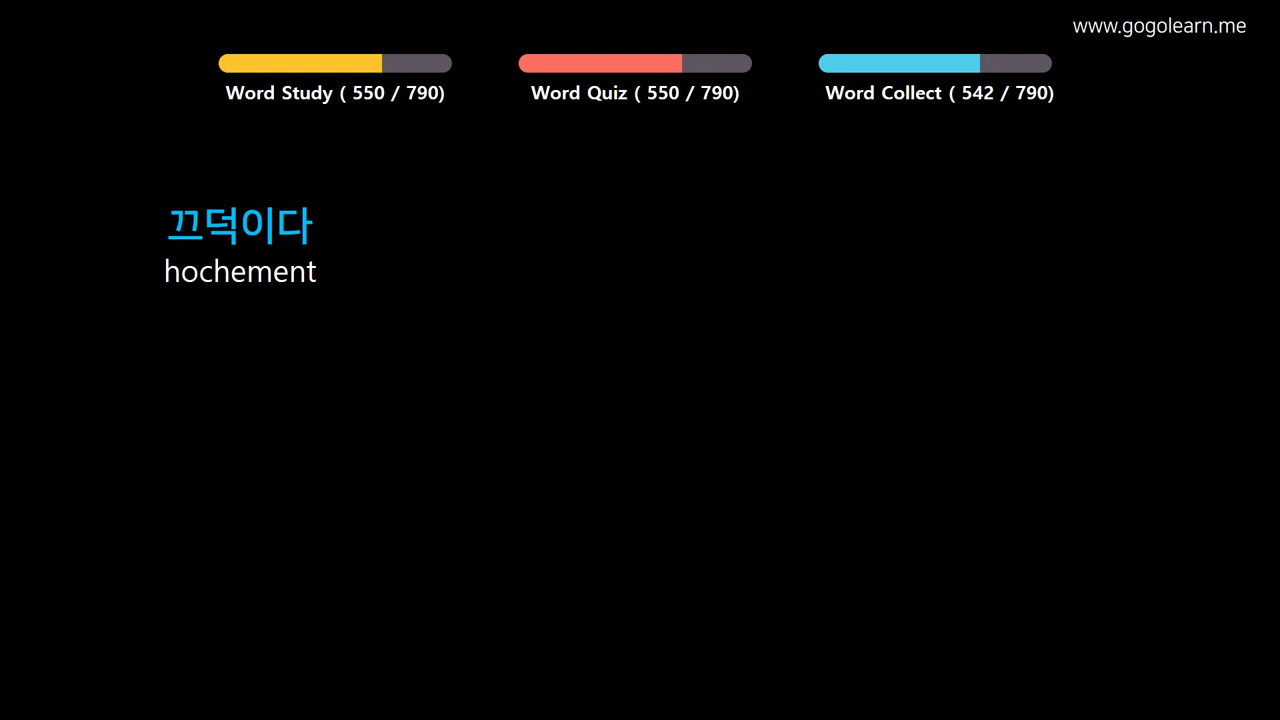 www.gogolearn.me
Word Study ( 550 / 790)
Word Quiz ( 550 / 790)
Word Collect ( 542 / 790)
끄덕이다
hochement